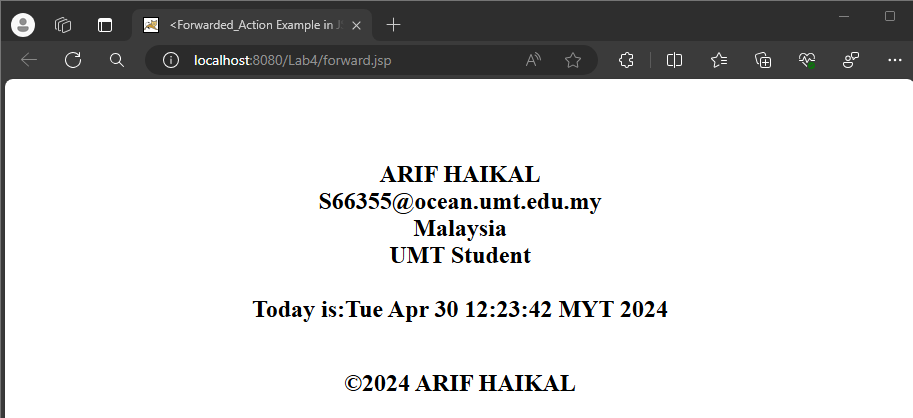 <Forwarded_Action Example in JS
localhost:8080/Lab4/forward.jsp
ARIF HAIKAL
S66355@ocean.umt.edu.my
Malaysia
UMT Student
Today is:Tue Apr 30 12:23:42 MYT 2024
©2024 ARIF HAIKAL